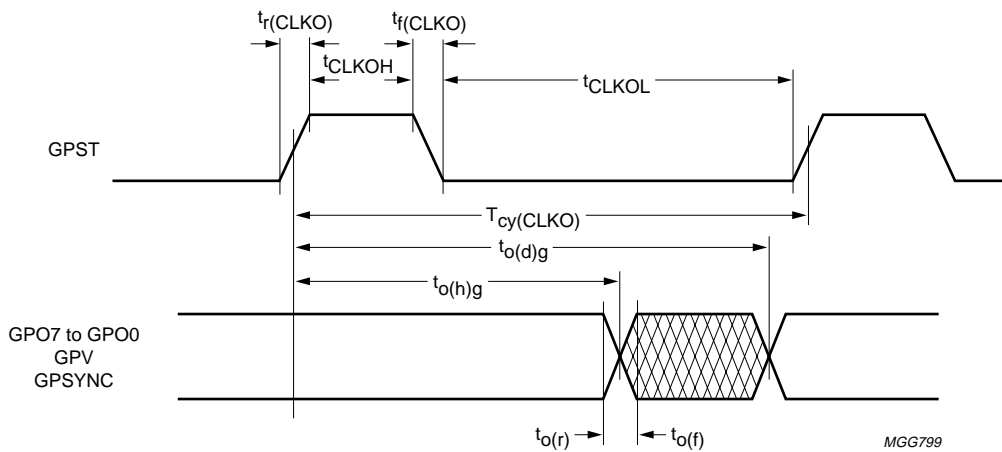 tr(CLKO)
tf(CLKO)
tCLKOH
tCLKOL
GPST
Tcy(CLKO)
to(d)g
to(h)g
GPO7 to GPO0
GPV
GPSYNC
to(r)
to(f)
MGG799